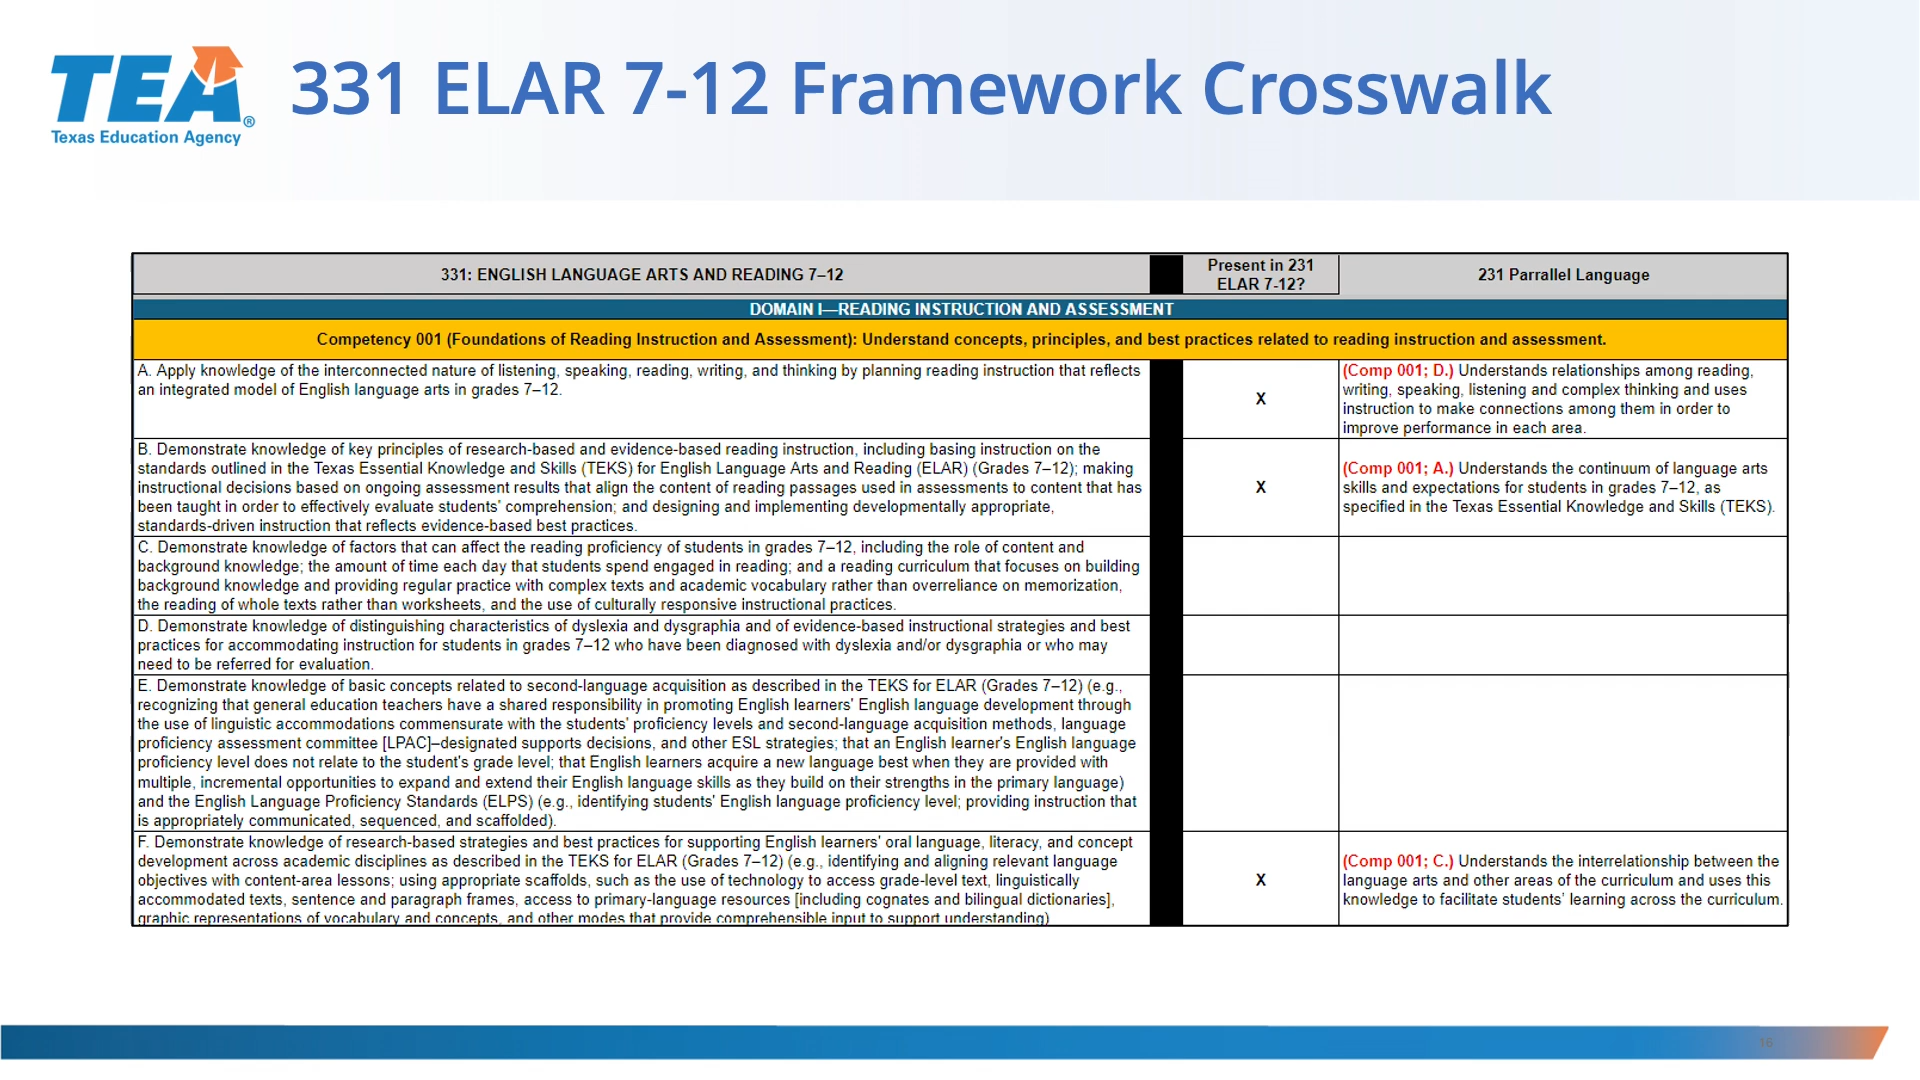 TEA®
Texas Education Agency
331 ELAR 7-12 Framework Crosswalk
331: ENGLISH LANGUAGE ARTS AND READING 7–12
Present in 231
ELAR 7-12?
231 Parrallel Language
DOMAIN I—READING INSTRUCTION AND ASSESSMENT
Competency 001 (Foundations of Reading Instruction and Assessment): Understand concepts, principles, and best practices related to reading instruction and assessment.
A. Apply knowledge of the interconnected nature of listening, speaking, reading, writing, and thinking by planning reading instruction that reflects
an integrated model of English language arts in grades 7–12.
X
(Comp 001; D.) Understands relationships among reading,
writing, speaking, listening and complex thinking and uses
instruction to make connections among them in order to
improve performance in each area.
B. Demonstrate knowledge of key principles of research-based and evidence-based reading instruction, including basing instruction on the
standards outlined in the Texas Essential Knowledge and Skills (TEKS) for English Language Arts and Reading (ELAR) (Grades 7–12); making
instructional decisions based on ongoing assessment results that align the content of reading passages used in assessments to content that has
been taught in order to effectively evaluate students' comprehension; and designing and implementing developmentally appropriate,
standards-driven instruction that reflects evidence-based best practices.
X
(Comp 001; A.) Understands the continuum of language arts
skills and expectations for students in grades 7–12, as
specified in the Texas Essential Knowledge and Skills (TEKS).
C. Demonstrate knowledge of factors that can affect the reading proficiency of students in grades 7–12, including the role of content and
background knowledge; the amount of time each day that students spend engaged in reading; and a reading curriculum that focuses on building
background knowledge and providing regular practice with complex texts and academic vocabulary rather than overreliance on memorization,
the reading of whole texts rather than worksheets, and the use of culturally responsive instructional practices.
D. Demonstrate knowledge of distinguishing characteristics of dyslexia and dysgraphia and of evidence-based instructional strategies and best
practices for accommodating instruction for students in grades 7–12 who have been diagnosed with dyslexia and/or dysgraphia or who may
need to be referred for evaluation.
E. Demonstrate knowledge of basic concepts related to second-language acquisition as described in the TEKS for ELAR (Grades 7–12) (e.g.,
recognizing that general education teachers have a shared responsibility in promoting English learners' English language development through
the use of linguistic accommodations commensurate with the students' proficiency levels and second-language acquisition methods, language
proficiency assessment committee [LPAC]–designated supports decisions, and other ESL strategies; that an English learner's English language
proficiency level does not relate to the student's grade level; that English learners acquire a new language best when they are provided with
multiple, incremental opportunities to expand and extend their English language skills as they build on their strengths in the primary language)
and the English Language Proficiency Standards (ELPS) (e.g., identifying students' English language proficiency level; providing instruction that
is appropriately communicated, sequenced, and scaffolded).
F. Demonstrate knowledge of research-based strategies and best practices for supporting English learners' oral language, literacy, and concept
development across academic disciplines as described in the TEKS for ELAR (Grades 7–12) (e.g., identifying and aligning relevant language
objectives with content-area lessons; using appropriate scaffolds, such as the use of technology to access grade-level text, linguistically
accommodated texts, sentence and paragraph frames, access to primary-language resources [including cognates and bilingual dictionaries],
graphic representations of vocabulary and concepts, and other modes that provide comprehensible input to support understanding)
X
(Comp 001; C.) Understands the interrelationship between the
language arts and other areas of the curriculum and uses this
knowledge to facilitate students' learning across the curriculum.
16